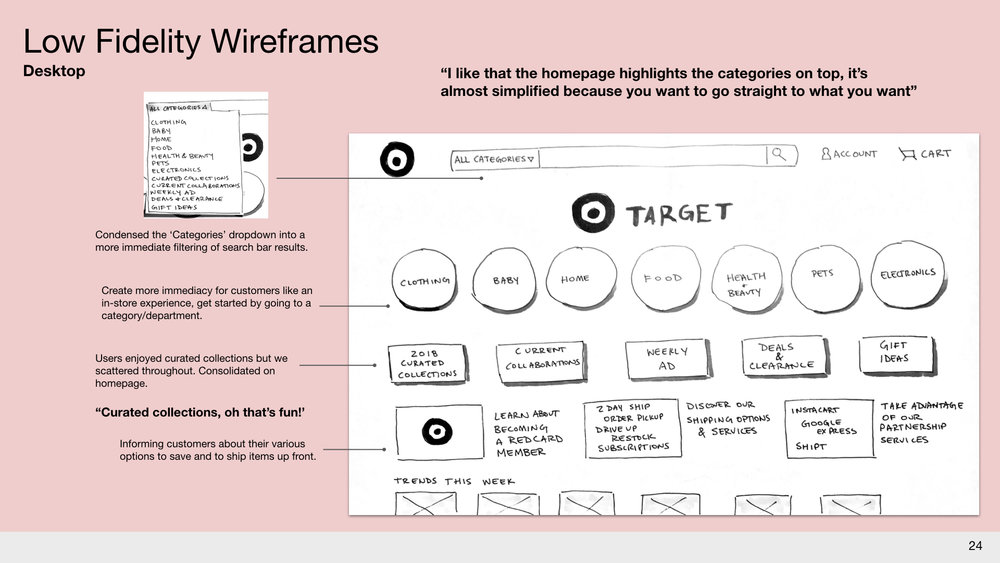 Low Fidelity Wireframes
Desktop
“I like that the homepage highlights the categories on top, it’s
almost simplified because you want to go straight to what you want”
ALL CATEGORIES
CLOTHING
BABY
HOME
FOOD
HEALTH & BEAUTY
PETS
ELECTRONICS
CURATED COLLECTIONS
CURRENT COLLABORATIONS
WEEKLY AD
DEALS & CLEARANCE
GIFT IDEAS
Condensed the ‘Categories’ dropdown into a
more immediate filtering of search bar results.
Create more immediacy for customers like an
in-store experience, get started by going to a
category/department.
Users enjoyed curated collections but we
scattered throughout. Consolidated on
homepage.
“Curated collections, oh that’s fun!’
Informing customers about their various
options to save and to ship items up front.
ALL CATEGORIES
ACCOUNT
CART
TARGET
CLOTHING
BABY
HOME
FOOD
HEALTH
+
BEAUTY
PETS
ELECTRONICS
2018
CURATED
COLLECTIONS
CURRENT
COLLABORATIONS
WEEKLY
AD
DEALS
&
CLEARANCE
GIFT
IDEAS
LEARN ABOUT
BECOMING
A REDCARD
MEMBER
2 DAY SHIP
ORDER PICKUP
DRIVE UP
RESTOCK
SUBSCRIPTIONS
DISCOVER OUR
SHIPPING OPTIONS
& SERVICES
INSTACART
GOOGLE
EXPRESS
SHIPT
TAKE ADVANTAGE
OF OUR
PARTNERSHIP
SERVICES
TRENDS THIS WEEK
24